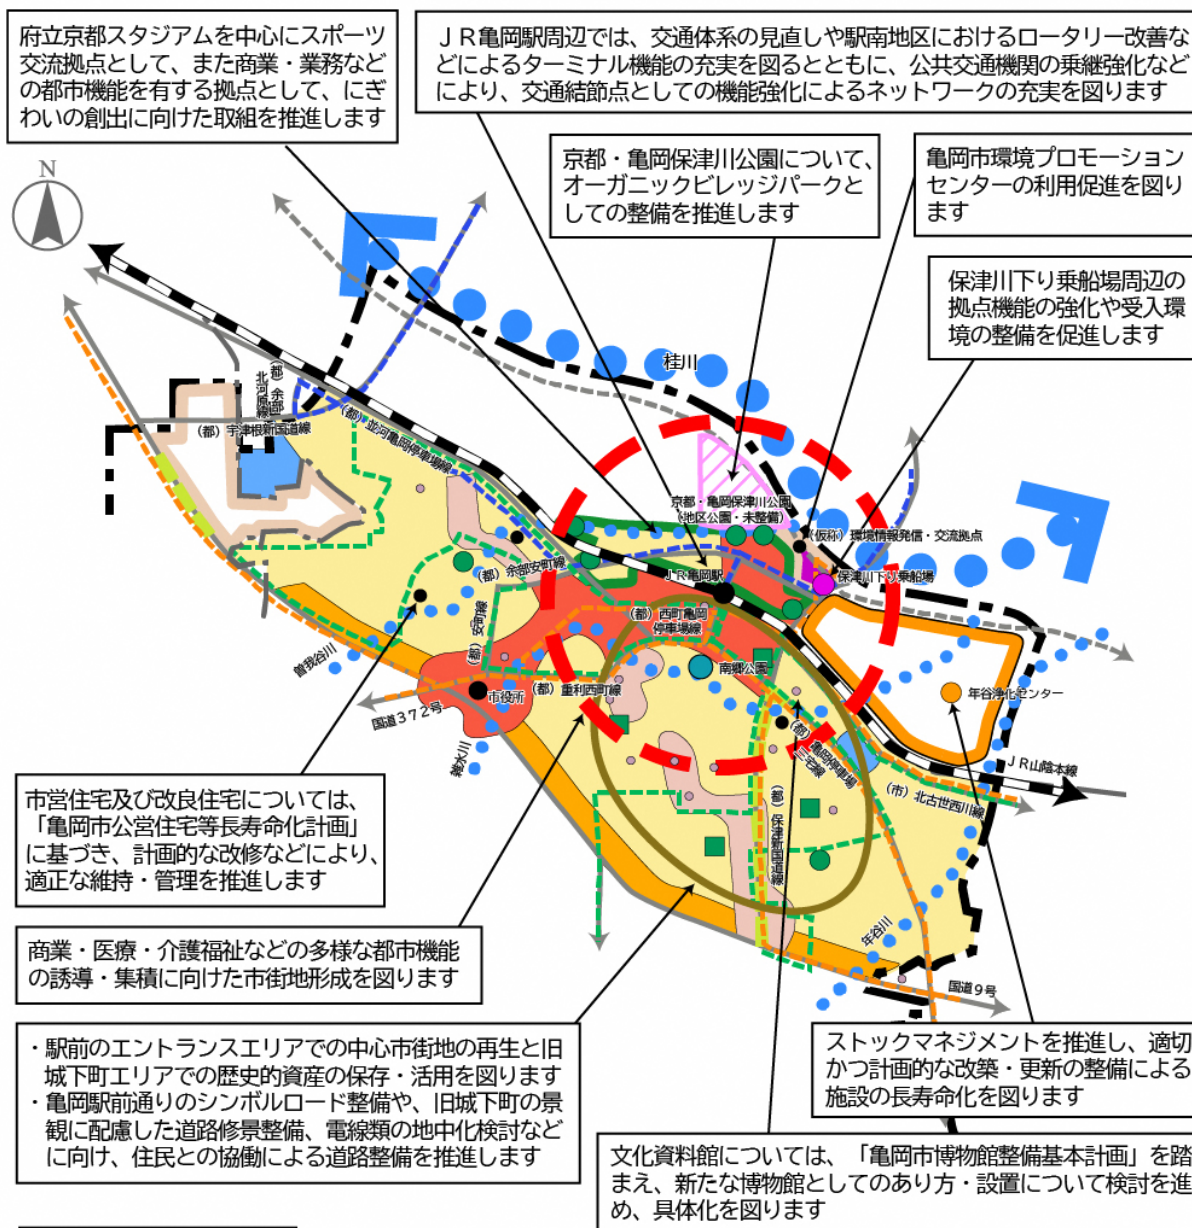 府立京都スタジアムを中心にスポーツ
交流拠点として、また商業・業務など
の都市機能を有する拠点として、にぎ
わいの創出に向けた取組を推進します
ＪＲ亀岡駅周辺では、交通体系の見直しや駅南地区におけるロータリー改善な
どによるターミナル機能の充実を図るとともに、公共交通機関の乗継強化など
により、交通結節点としての機能強化によるネットワークの充実を図ります
京都・亀岡保津川公園について、
オーガニックビレッジパークと
しての整備を推進します
亀岡市環境プロモーション
センターの利用促進を図り
ます
保津川下り乗船場周辺の
拠点機能の強化や受入環
境の整備を促進します
N
桂川
(都) 余部
北河原線
(都) 宇津根新国道線
(都) 並河亀岡停車場線
京都・亀岡保津川公園
(地区公園・未整備)
(仮称) 環境情報発信・交流拠点
保津川下り乗船場
ＪＲ亀岡駅
(都) 余部安町線
(都) 安町線
(都) 西町亀岡
停車場線
南郷公園
曽我谷川
市役所
(都) 重利西町線
国道３７２号
雑水川
年谷浄化センター
(都) 亀岡停車場
三宅線
ＪＲ山陰本線
(市) 北古世西川線
(都) 保津新国道線
年谷川
国道９号
市営住宅及び改良住宅については、
「亀岡市公営住宅等長寿命化計画」
に基づき、計画的な改修などにより、
適正な維持・管理を推進します
商業・医療・介護福祉などの多様な都市機能
の誘導・集積に向けた市街地形成を図ります
・駅前のエントランスエリアでの中心市街地の再生と旧
城下町エリアでの歴史的資産の保存・活用を図ります
・亀岡駅前通りのシンボルロード整備や、旧城下町の景
観に配慮した道路修景整備、電線類の地中化検討など
に向け、住民との協働による道路整備を推進します
ストックマネジメントを推進し、適切
かつ計画的な改築・更新の整備による
施設の長寿命化を図ります
文化資料館については、「亀岡市博物館整備基本計画」を踏
まえ、新たな博物館としてのあり方・設置について検討を進
め、具体化を図ります